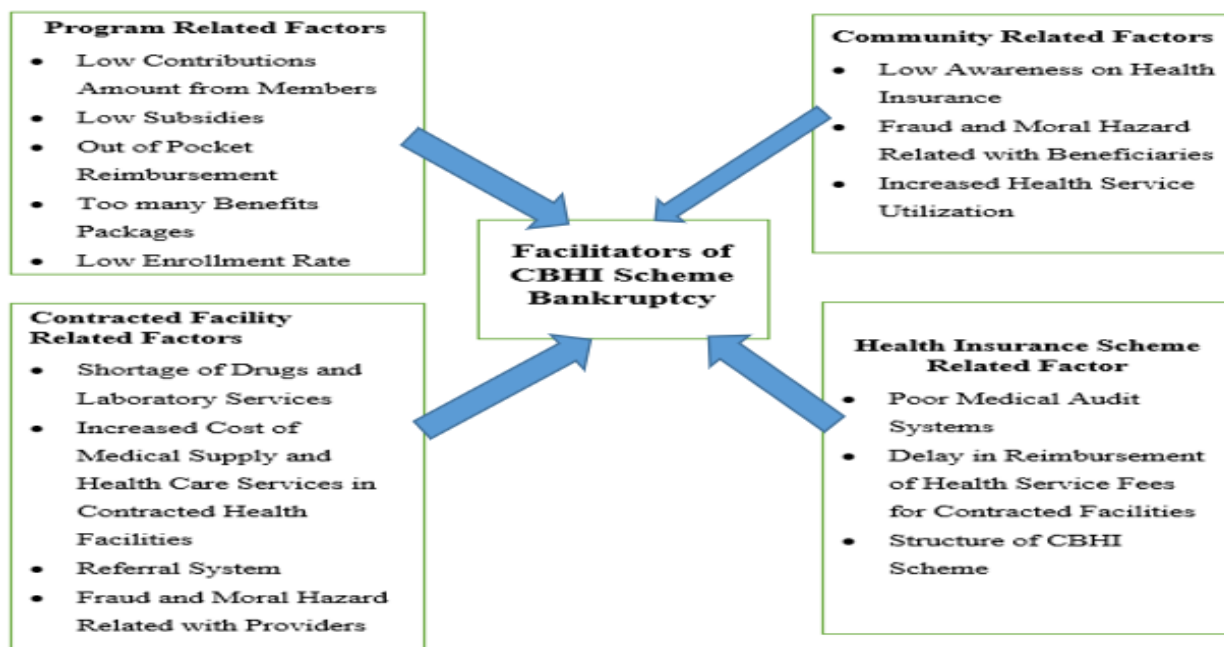 Program Related Factors
• Low Contributions
Amount from Members
• Low Subsidies
• Out of Pocket
Reimbursement
• Too many Benefits
Packages
• Low Enrollment Rate
Community Related Factors
• Low Awareness on Health
Insurance
• Fraud and Moral Hazard
Related with Beneficiaries
• Increased Health Service
Utilization
Facilitators of
CBHI Scheme
Bankruptcy
Contracted Facility
Related Factors
• Shortage of Drugs and
Laboratory Services
• Increased Cost of
Medical Supply and
Health Care Services in
Contracted Health
Facilities
• Referral System
• Fraud and Moral Hazard
Related with Providers
Health Insurance Scheme
Related Factor
• Poor Medical Audit
Systems
• Delay in Reimbursement
of Health Service Fees
for Contracted Facilities
• Structure of CBHI
Scheme